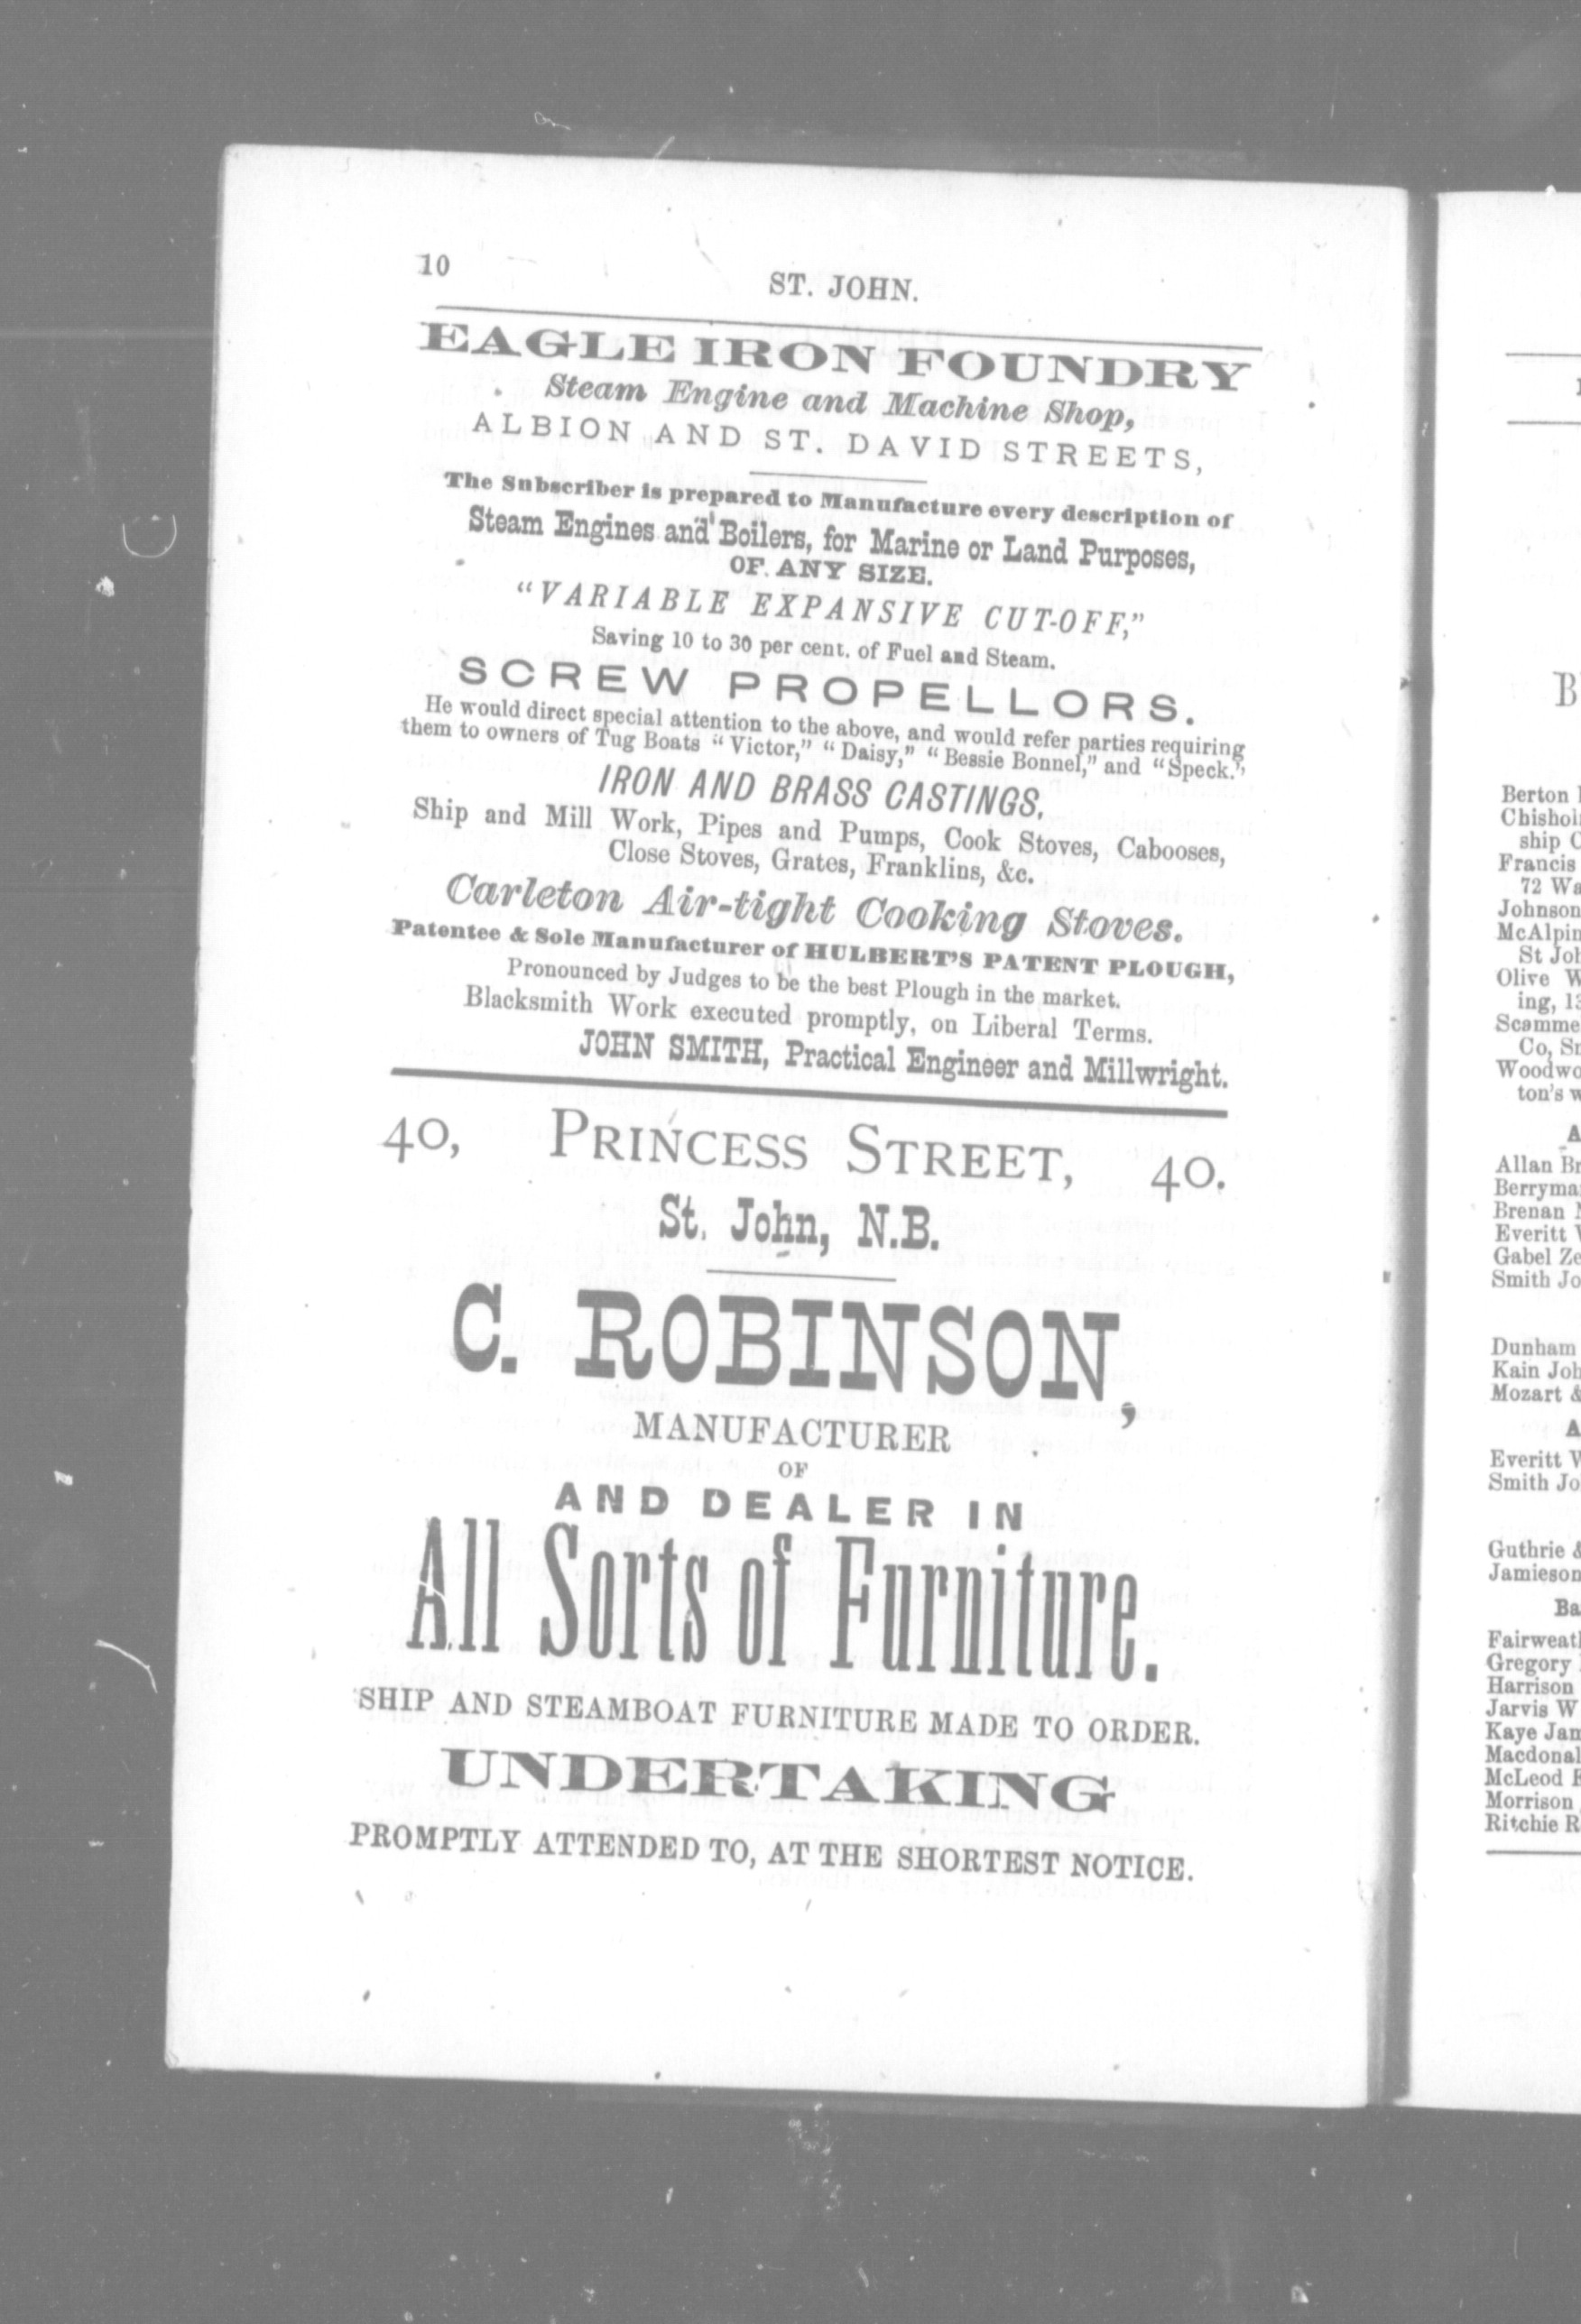 10
ST. JOHN.
EAGLE IRON FOUNDRY
Steam Engine and Machine Shop,
ALBION AND ST. DAVID STREETS,
The Subscriber is prepared to Manufacture every description of
Steam Engines and Boilers, for Marine or Land Purposes,
OF ANY SIZE.
"VARIABLE EXPANSIVE CUT-OFF,"
Saving 10 to 30 per cent. of Fuel and Steam.
SCREW PROPELLORS.
He would direct special attention to the above, and would refer parties requiring
them to owners of Tug Boats "Victor," "Daisy," "Bessie Bonnel," and "Speck."
IRON AND BRASS CASTINGS,
Ship and Mill Work, Pipes and Pumps, Cook Stoves, Cabooses,
Close Stoves, Grates, Franklins, &c.
Carleton Air-tight Cooking Stoves.
Patentee & Sole Manufacturer of HULBERT'S PATENT PLOUGH,
Pronounced by Judges to be the best Plough in the market.
Blacksmith Work executed promptly, on Liberal Terms.
JOHN SMITH, Practical Engineer and Millwright.
40, PRINCESS STREET, 40.
St. John, N.B.
C. ROBINSON,
MANUFACTURER
OF
AND DEALER IN
All Sorts of Furniture.
SHIP AND STEAMBOAT FURNITURE MADE TO ORDER.
UNDERTAKING
PROMPTLY ATTENDED TO, AT THE SHORTEST NOTICE.
Berton
ship
Francis
72
Johnson
St
Olive W
ing,
Co,
ton's
Allan
Brenan
Everitt
Gabel
Smith
Dunham
Kain
Mozart &
Everitt
Smith
Guthrie &
Jamieson
Gregory
Harrison
Jarvis W
Kaye
McLeod
Morrison
Ritchie